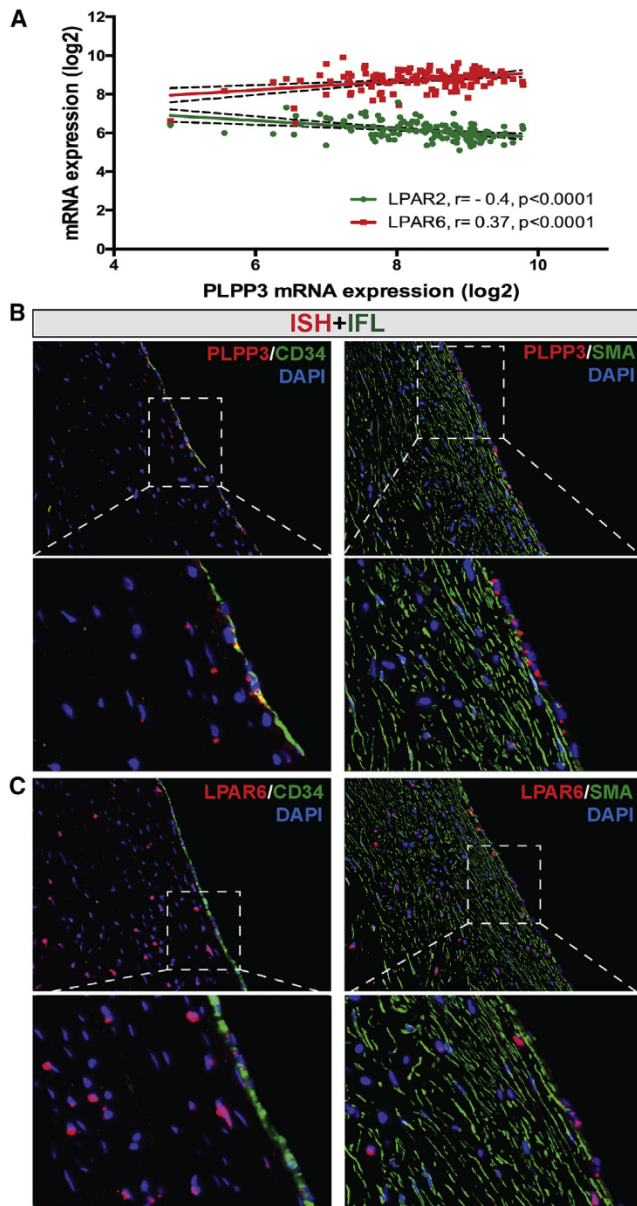 A
mRNA expression (log2)
12
10
8
6
4
2
0
LPAR2, r= - 0.4, p<0.0001
LPAR6, r= 0.37, p<0.0001
4
6
8
10
PLPP3 mRNA expression (log2)
B
ISH+IFL
PLPP3/CD34
DAPI
PLPP3/SMA
DAPI
C
LPAR6/CD34
DAPI
LPAR6/SMA
DAPI